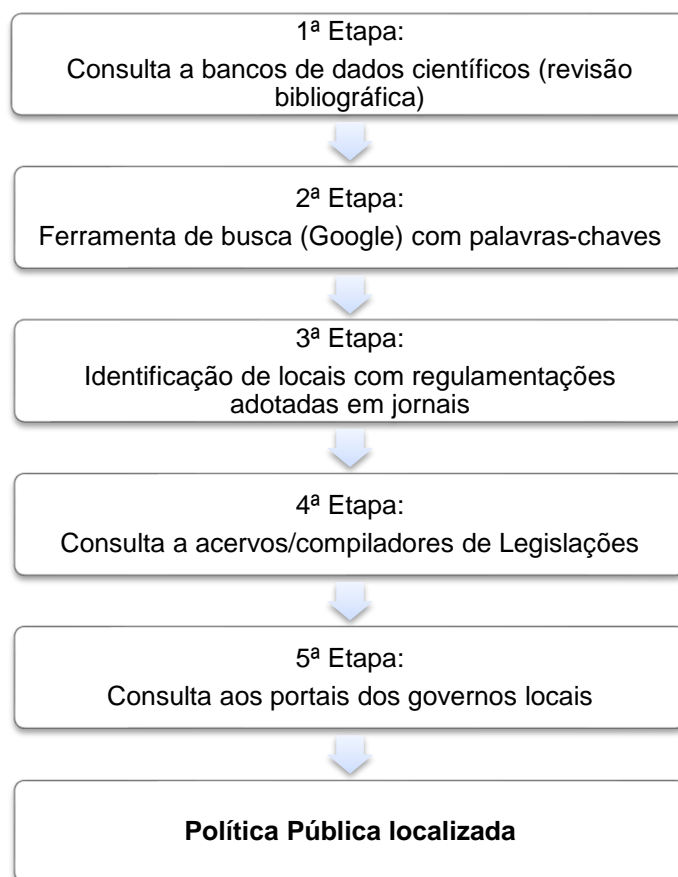 1ª Etapa:
Consulta a bancos de dados científicos (revisão
bibliográfica)
2ª Etapa:
Ferramenta de busca (Google) com palavras-chaves
3ª Etapa:
Identificação de locais com regulamentações
adotadas em jornais
4ª Etapa:
Consulta a acervos/compiladores de Legislações
5ª Etapa:
Consulta aos portais dos governos locais
Política Pública localizada